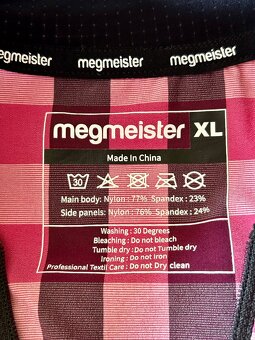 megmeister megmeister megmeister
megmeister XL
Made In China
30
Main body: Nylon : 77% Spandex : 23%
Side panels: Nylon : 76% Spandex : 24%
Washing : 30 Degrees
Bleaching : Do not bleach
Tumble dry : Do not Tumble dry
Ironing : Do not Iron
Professional Textil Care : Do not Dry clean